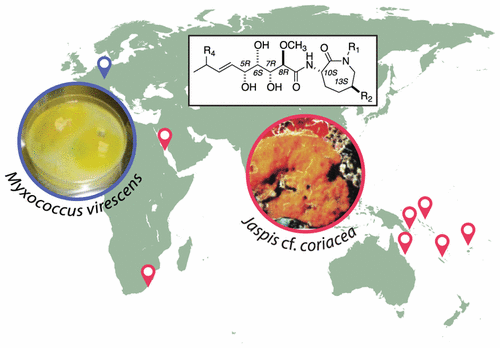 R4
OH
OCH3
O
R1
5R
7R
H
N
N
6S
8R
10S
OH
OH
O
13S
R2
Myxococcus virescens
Jaspis cf. coriacea